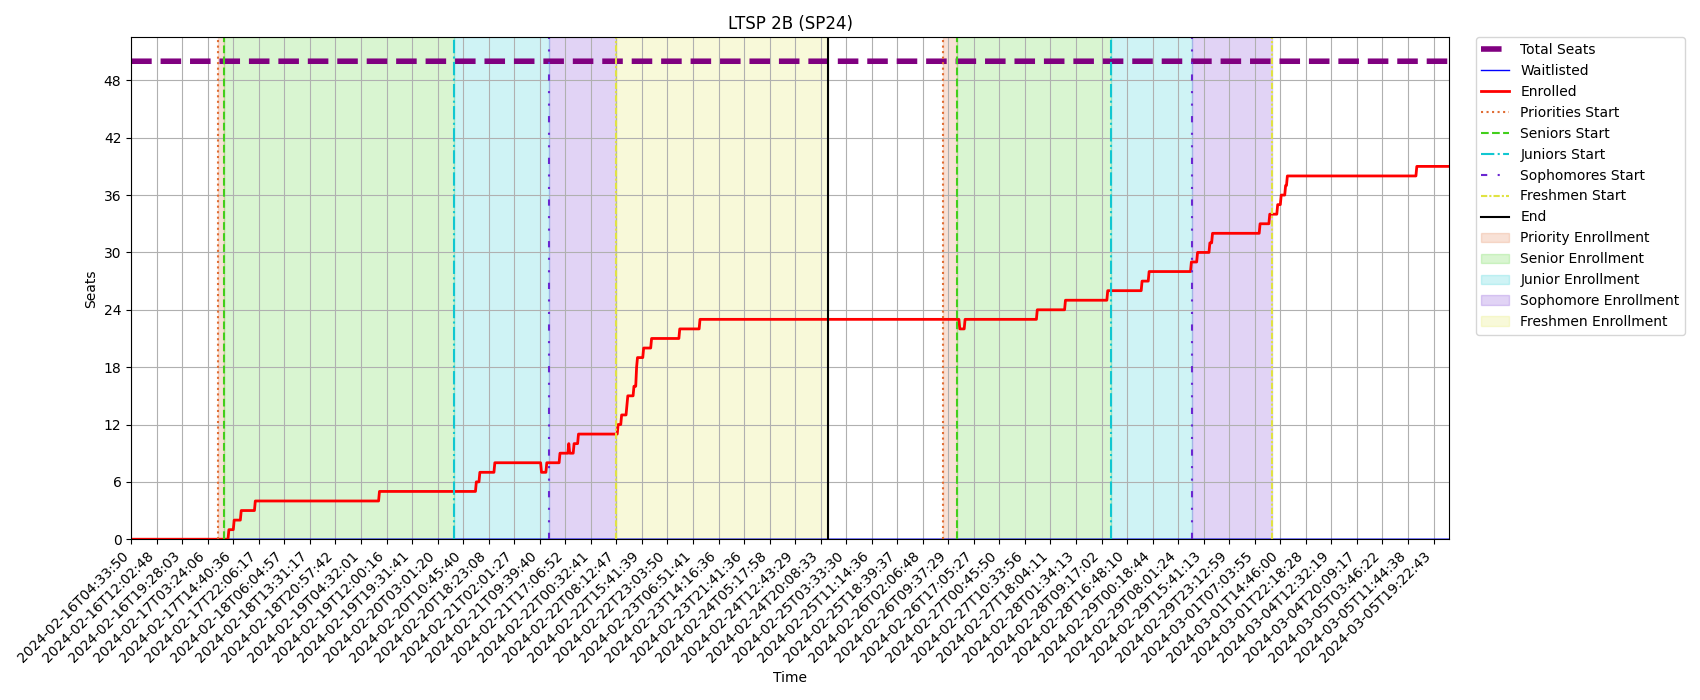 LTSP 2B (SP24)
Total Seats
Waitlisted
Enrolled
Priorities Start
Seniors Start
Juniors Start
Sophomores Start
Freshmen Start
End
Priority Enrollment
Senior Enrollment
Junior Enrollment
Sophomore Enrollment
Freshmen Enrollment
Seats
48
42
36
30
24
18
12
6
0
2024-02-16T04:33:50
2024-02-16T12:02:48
2024-02-16T19:28:03
2024-02-17T03:24:06
2024-02-17T14:40:36
2024-02-17T22:06:17
2024-02-18T06:04:57
2024-02-18T13:31:17
2024-02-18T20:57:42
2024-02-19T04:32:01
2024-02-19T12:00:16
2024-02-19T19:31:41
2024-02-20T03:01:20
2024-02-20T10:45:40
2024-02-20T18:23:08
2024-02-21T02:01:27
2024-02-21T09:39:40
2024-02-21T17:06:52
2024-02-22T00:32:41
2024-02-22T08:12:47
2024-02-22T15:41:39
2024-02-22T23:03:50
2024-02-23T06:51:41
2024-02-23T14:16:36
2024-02-23T21:41:36
2024-02-24T05:17:58
2024-02-24T12:43:29
2024-02-24T20:08:33
2024-02-25T03:33:30
2024-02-25T11:14:36
2024-02-25T18:39:37
2024-02-26T02:06:48
2024-02-26T09:37:29
2024-02-26T17:05:27
2024-02-27T00:45:50
2024-02-27T10:33:56
2024-02-27T18:04:11
2024-02-28T01:34:13
2024-02-28T09:17:02
2024-02-28T16:48:10
2024-02-29T00:18:44
2024-02-29T08:01:24
2024-02-29T15:41:13
2024-02-29T23:12:59
2024-03-01T07:03:55
2024-03-01T14:46:00
2024-03-01T22:18:28
2024-03-04T12:32:19
2024-03-04T20:09:17
2024-03-05T03:46:22
2024-03-05T11:44:38
2024-03-05T19:22:43
Time